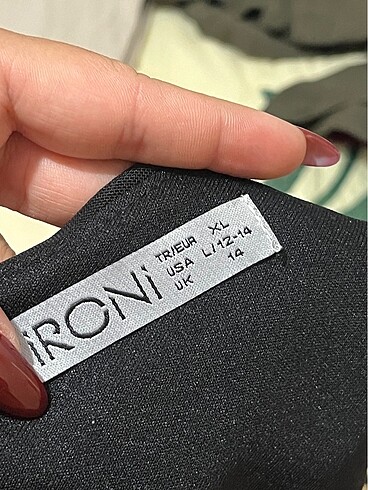 iRONi
TR/EUR XL
USA L/12-14
UK 14